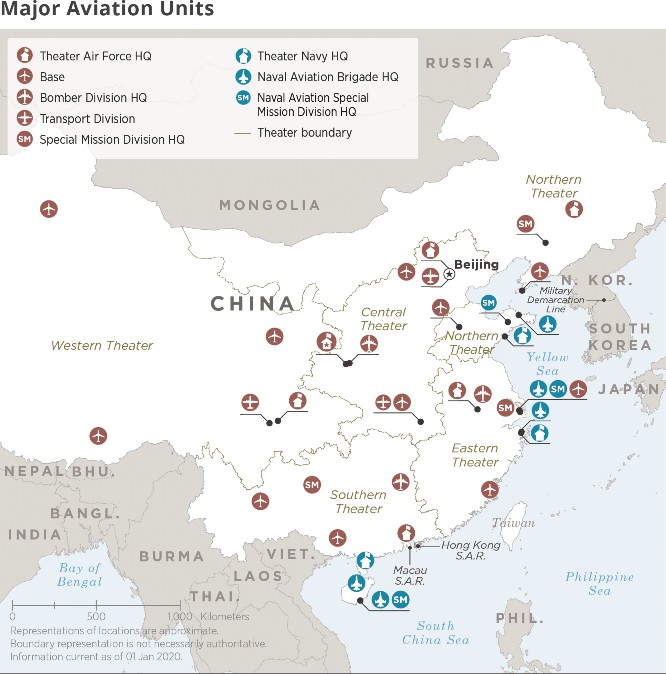 Major Aviation Units
Theater Air Force HQ
Base
Bomber Division HQ
Transport Division
SM
Special Mission Division HQ
Theater Navy HQ
Naval Aviation Brigade HQ
SM
Naval Aviation Special
Mission Division HQ
Theater boundary
RUSSIA
MONGOLIA
Northern
Theater
SM
Beijing
N. KOR.
Military
Demarcation
Line
CHINA
Central
Theater
SM
Northern
Theater
SOUTH
KOREA
Western Theater
Yellow
Sea
SM
JAPAN
SM
Eastern
Theater
NEPAL
BHU.
SM
Southern
Theater
BANGL.
INDIA
Taiwan
BURMA
VIET.
Hong Kong
S.A.R.
Macau
S.A.R.
LAOS
Bay of
Bengal
SM
Philippine
Sea
THAI.
PHIL.
South
China Sea
0 500 1,000 Kilometers
Representations of locations are approximate.
Boundary representation is not necessarily authoritative.
Information current as of 01 Jan 2020.